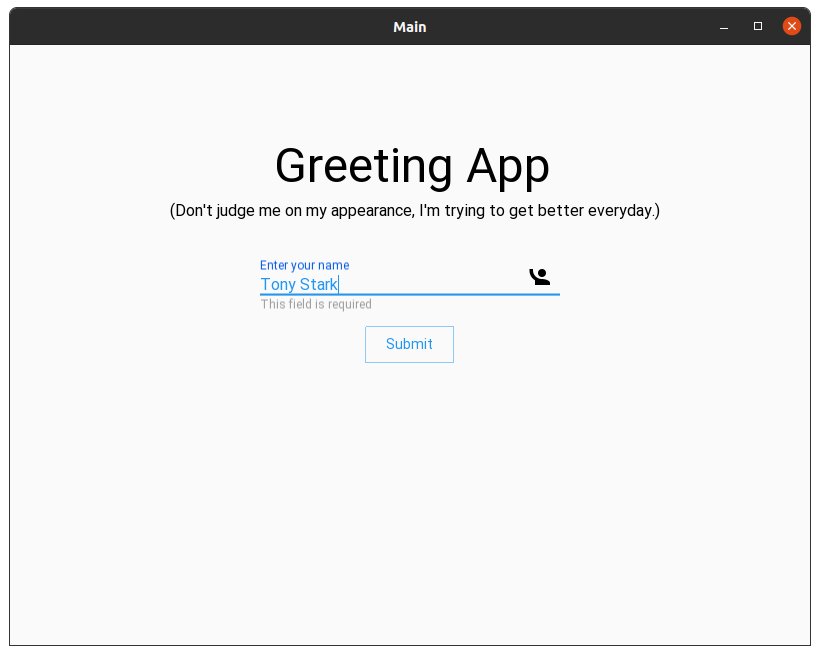 Main
Greeting App
(Don't judge me on my appearance, I'm trying to get better everyday.)
Enter your name
Tony Stark
This field is required
Submit